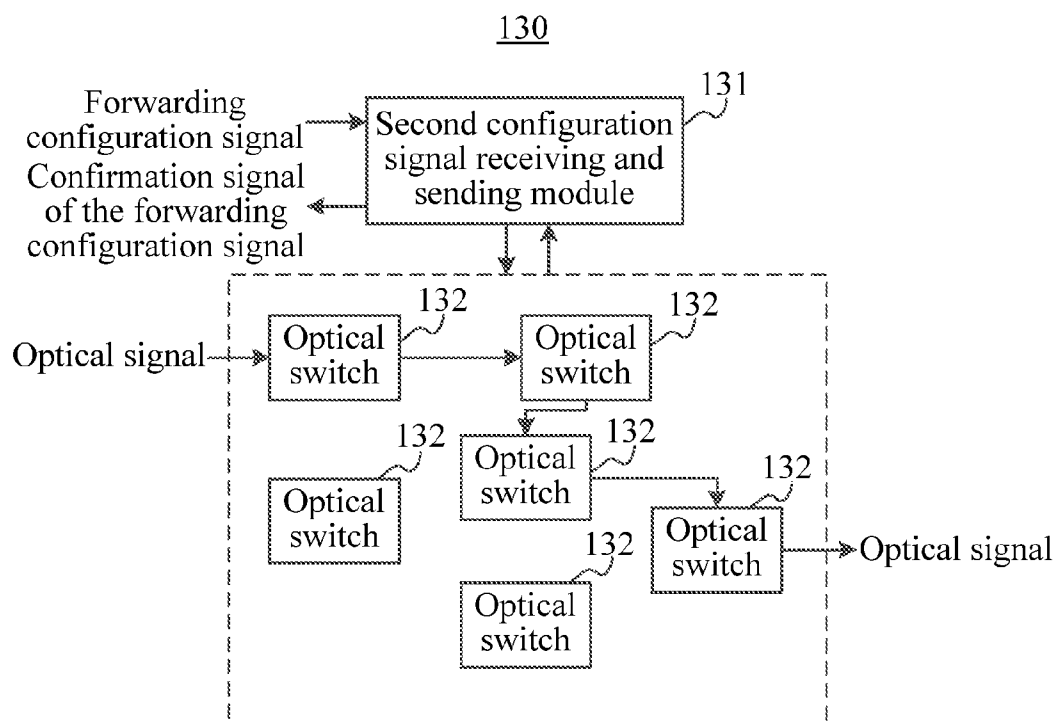 130
131
Forwarding
configuration signal
Second configuration
signal receiving and
sending module
Confirmation signal
of the forwarding
configuration signal
132
132
Optical signal
Optical
switch
Optical
switch
132
132
Optical
switch
Optical
switch
132
Optical
switch
Optical signal
132
Optical
switch